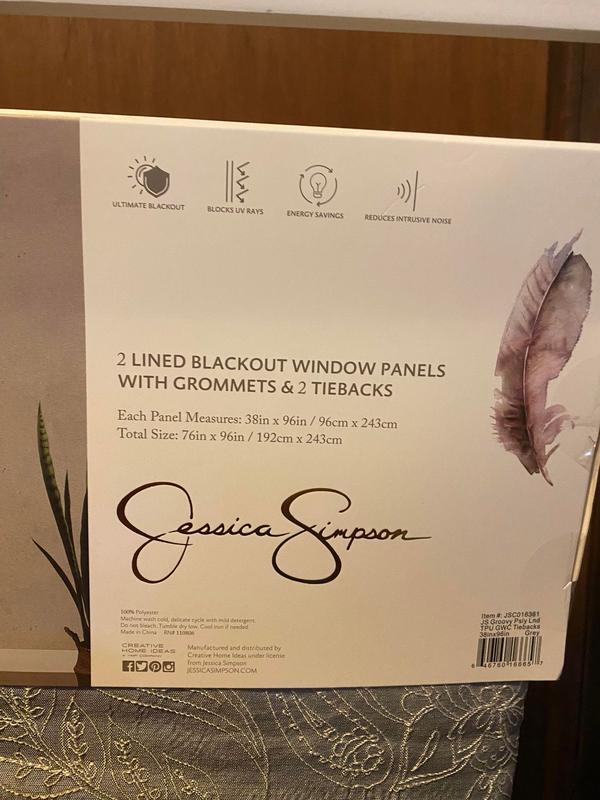 ULTIMATE BLACKOUT
BLOCKS UV RAYS
ENERGY SAVINGS
REDUCES INTRUSIVE NOISE
2 LINED BLACKOUT WINDOW PANELS
WITH GROMMETS & 2 TIEBACKS
Each Panel Measures: 38in x 96in / 96cm x 243cm
Total Size: 76in x 96in / 192cm x 243cm
Jessica Simpson
100% Polyester
Machine wash cold, delicate cycle with mild detergent.
Do not bleach. Tumble dry low. Cool iron if needed.
Made in China RN# 110806
CREATIVE
HOME IDEAS
Manufactured and distributed by
Creative Home Ideas under license
from Jessica Simpson
JESSICASIMPSON.COM
Item #: JSC016361
JS Groovy Psly Lnd
TPU GWC Tiebacks
38inx96in Grey